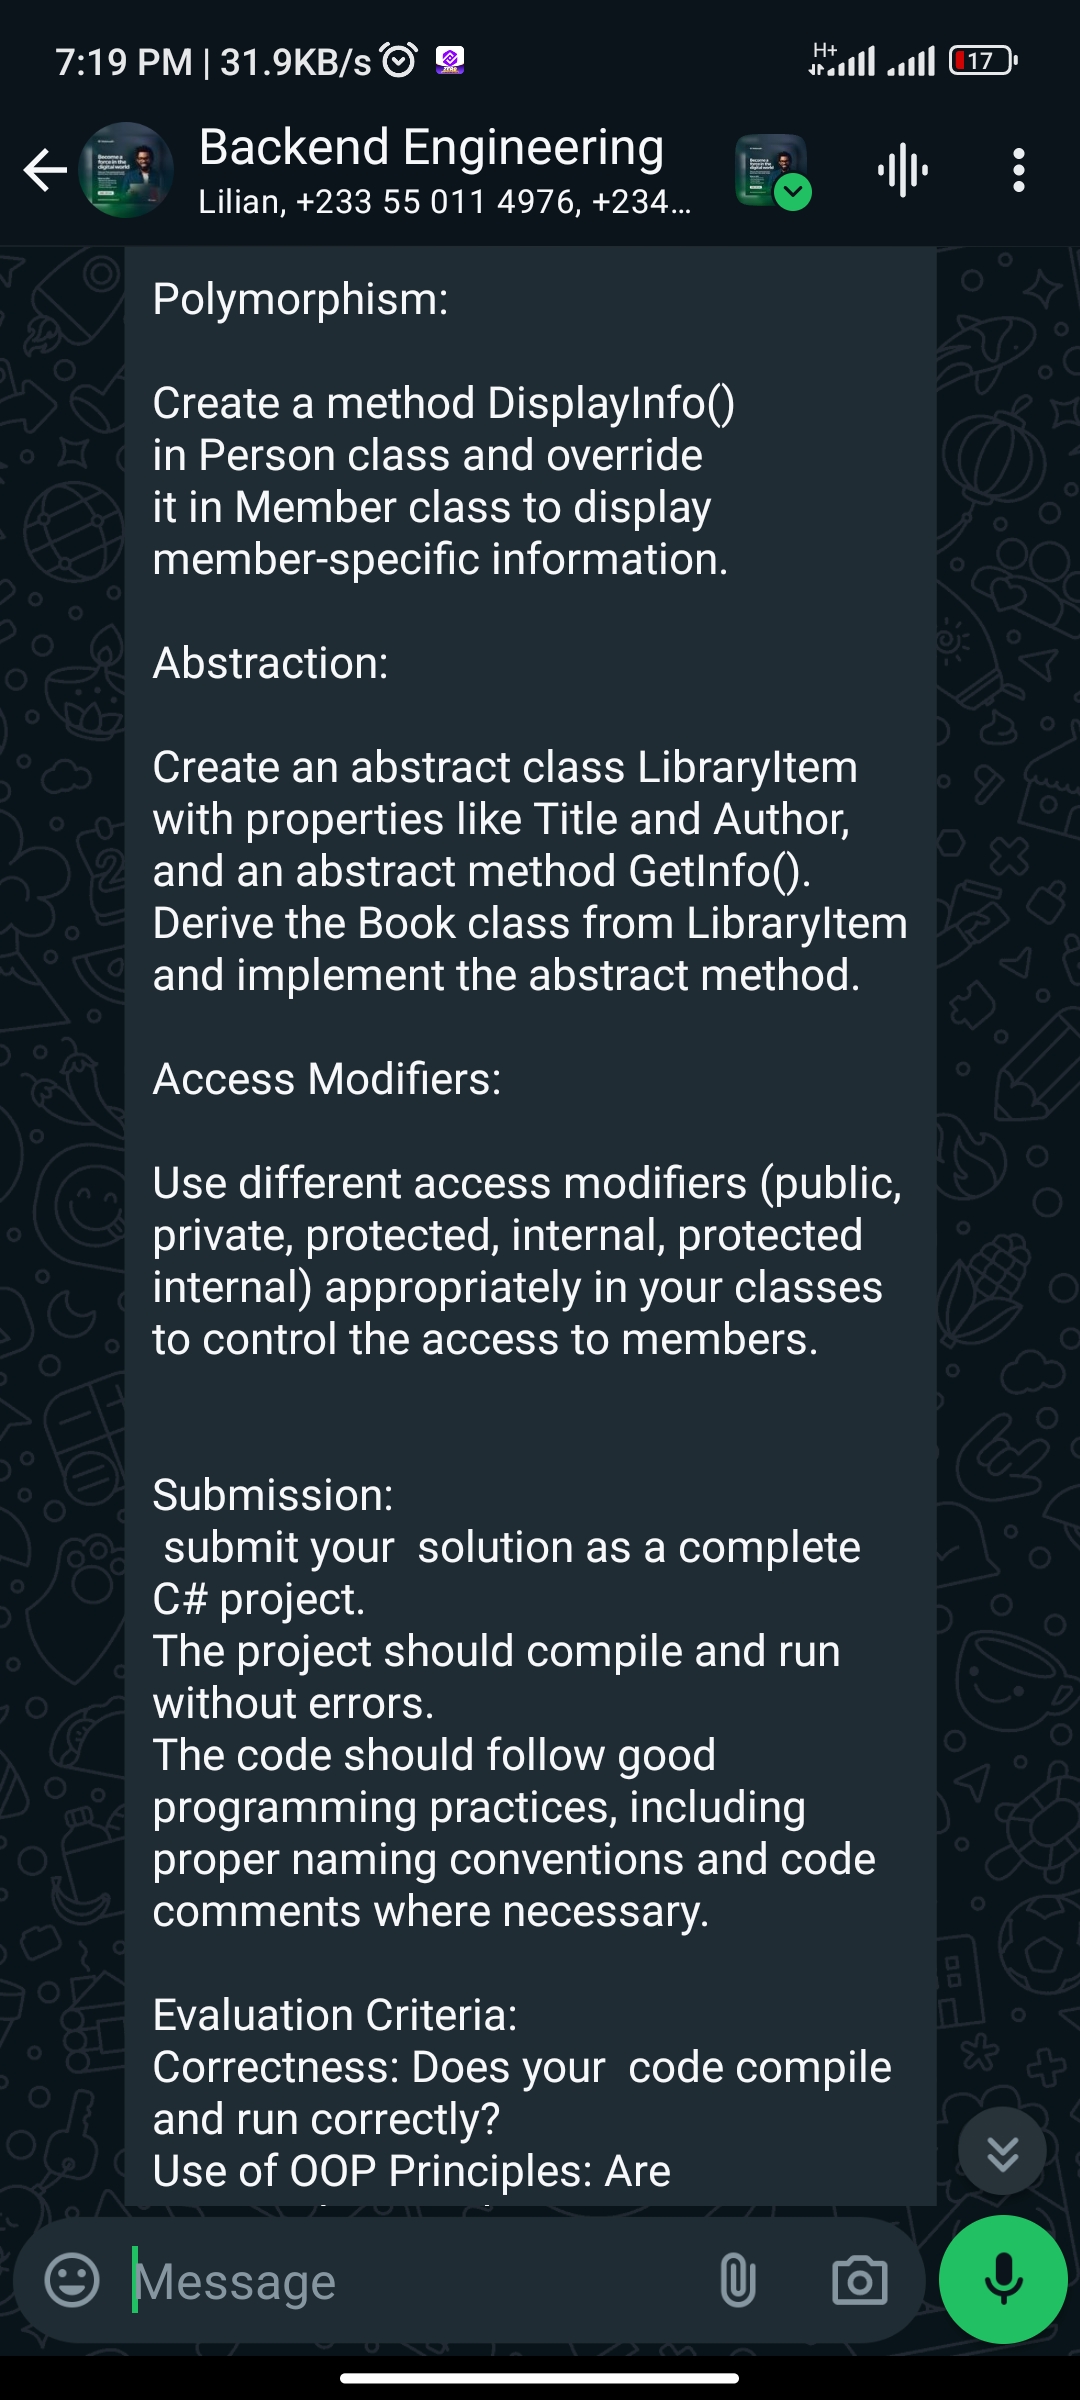 7:19 PM | 31.9KB/s
H+
17
Backend Engineering
Lilian, +233 55 011 4976, +234...
Polymorphism:
Create a method DisplayInfo()
in Person class and override
it in Member class to display
member-specific information.
Abstraction:
Create an abstract class LibraryItem
with properties like Title and Author,
and an abstract method GetInfo().
Derive the Book class from LibraryItem
and implement the abstract method.
Access Modifiers:
Use different access modifiers (public,
private, protected, internal, protected
internal) appropriately in your classes
to control the access to members.
Submission:
submit your  solution as a complete
C# project.
The project should compile and run
without errors.
The code should follow good
programming practices, including
proper naming conventions and code
comments where necessary.
Evaluation Criteria:
Correctness: Does your  code compile
and run correctly?
Use of OOP Principles: Are
Message